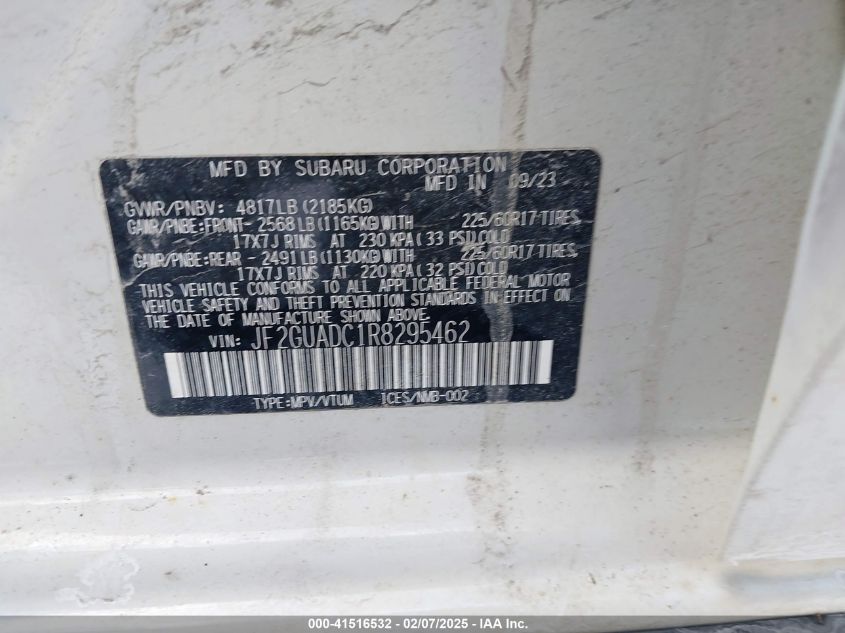 MFD BY SUBARU CORPORATION
MFD IN 09/23
GVWR/PNBV: 4817LB (2185KG)
GAWR/PNBE:FRONT- 2568LB(1165KG)WITH 225/60R17 TIRES,
17X7J RIMS AT 230 KPA( 33 PSI)COLD
GAWR/PNBE:REAR - 2491LB(1130KG)WITH 225/60R17 TIRES,
17X7J RIMS AT 220 KPA( 32 PSI)COLD
THIS VEHICLE CONFORMS TO ALL APPLICABLE FEDERAL MOTOR
VEHICLE SAFETY AND THEFT PREVENTION STANDARDS IN EFFECT ON
THE DATE OF MANUFACTURE SHOWN ABOVE.
VIN: JF2GUADC1R8295462
TYPE:MPV/VTUM ICES/NMB-002
000-41516532 — 02/07/2025 — IAA Inc.